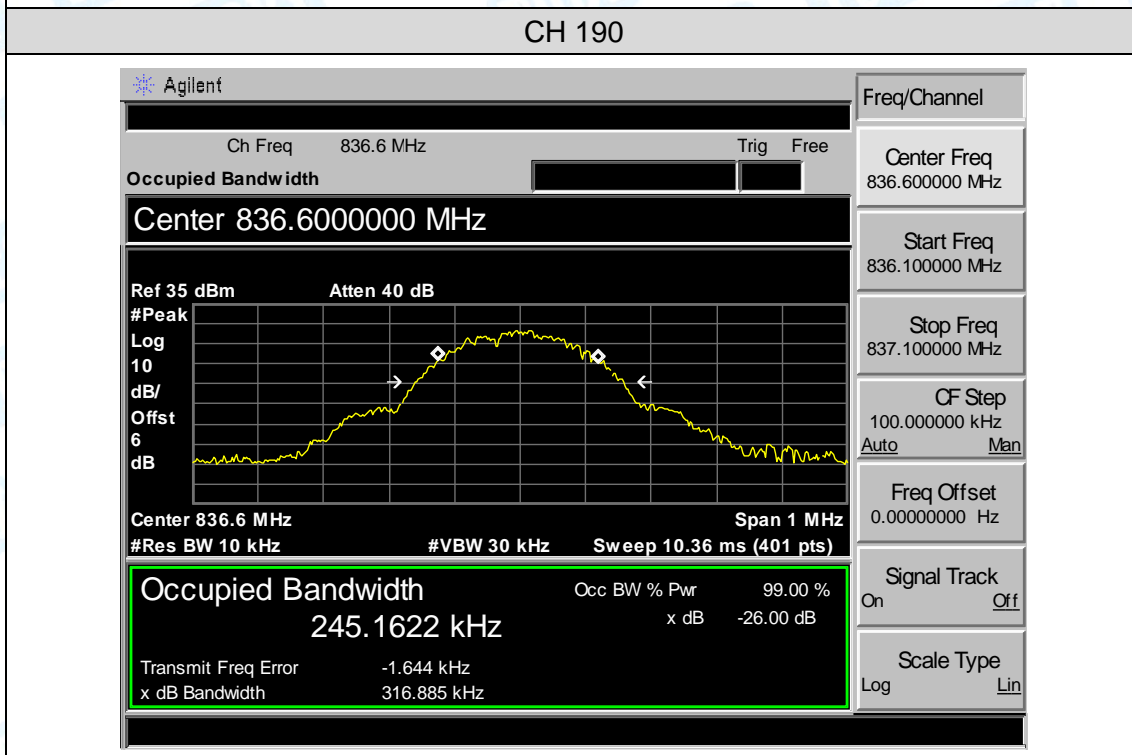 CH 190
Agilent
Freq/Channel
Ch Freq 836.6 MHz Trig Free
Occupied Bandwidth
Center 836.6000000 MHz
Ref 35 dBm Atten 40 dB
#Peak
Log
10
dB/
Offst
6
dB
Center 836.6 MHz Span 1 MHz
#Res BW 10 kHz #VBW 30 kHz Sweep 10.36 ms (401 pts)
Occupied Bandwidth Occ BW % Pwr 99.00 %
245.1622 kHz x dB -26.00 dB
Transmit Freq Error -1.644 kHz
x dB Bandwidth 316.885 kHz
Center Freq
836.600000 MHz
Start Freq
836.100000 MHz
Stop Freq
837.100000 MHz
CF Step
100.000000 kHz
Auto Man
Freq Offset
0.00000000 Hz
Signal Track
On Off
Scale Type
Log Lin